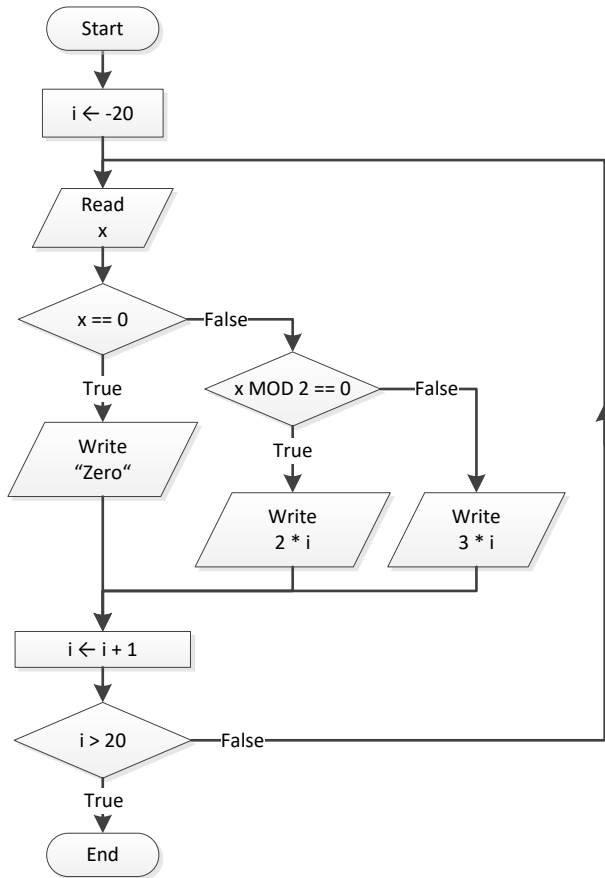 Start
i ← -20
Read
x
x == 0
False
True
x MOD 2 == 0
False
True
Write
“Zero“
Write
2 * i
Write
3 * i
i ← i + 1
i > 20
False
True
End